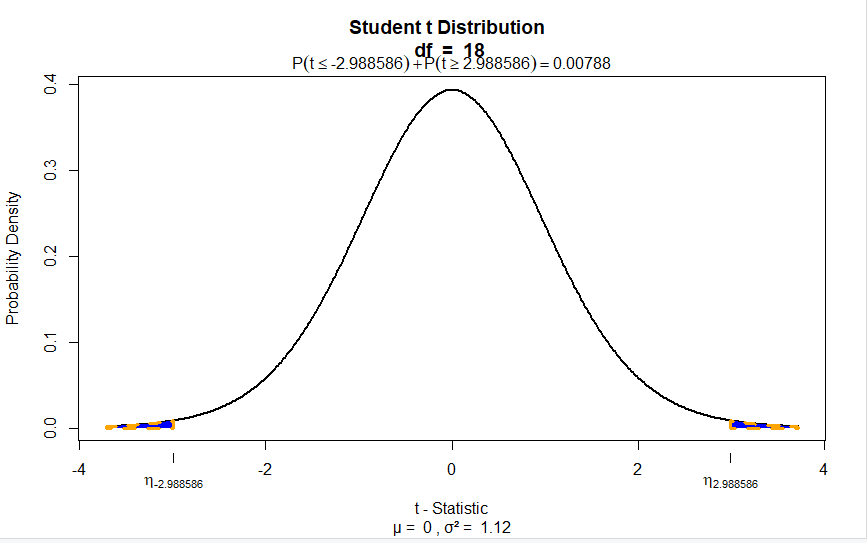 Student t Distribution
df = 18
P(t ≤ -2.988586)+P(t ≥ 2.988586)=0.00788
Probability Density
0.4
0.3
0.2
0.1
0.0
-4 -2 0 2 4
η-2.988586 η2.988586
t - Statistic
μ = 0 , σ² = 1.12